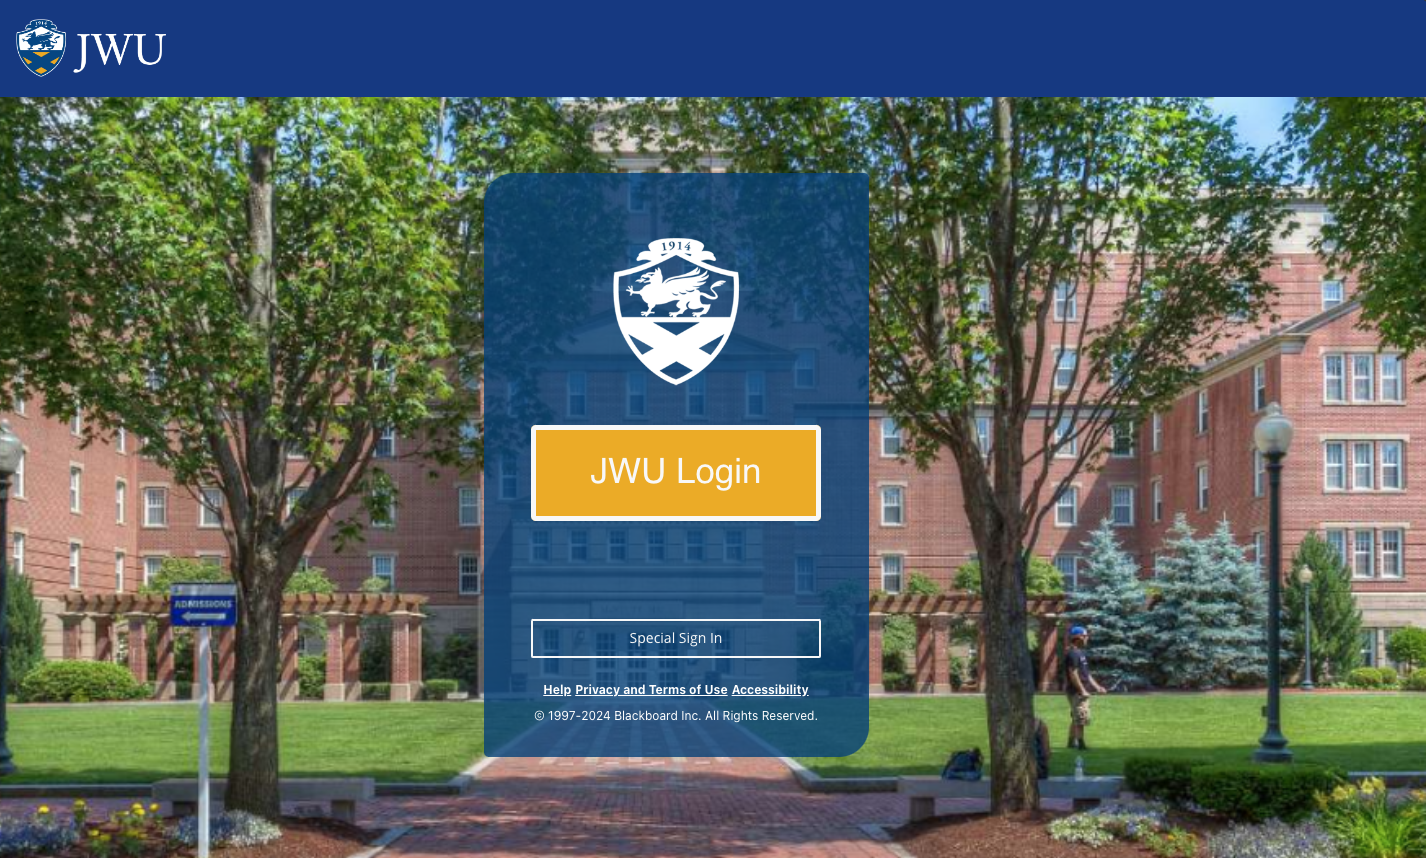 1914
JWU
1914
JWU Login
ADMISSIONS
Special Sign In
Help Privacy and Terms of Use Accessibility
© 1997-2024 Blackboard Inc. All Rights Reserved.